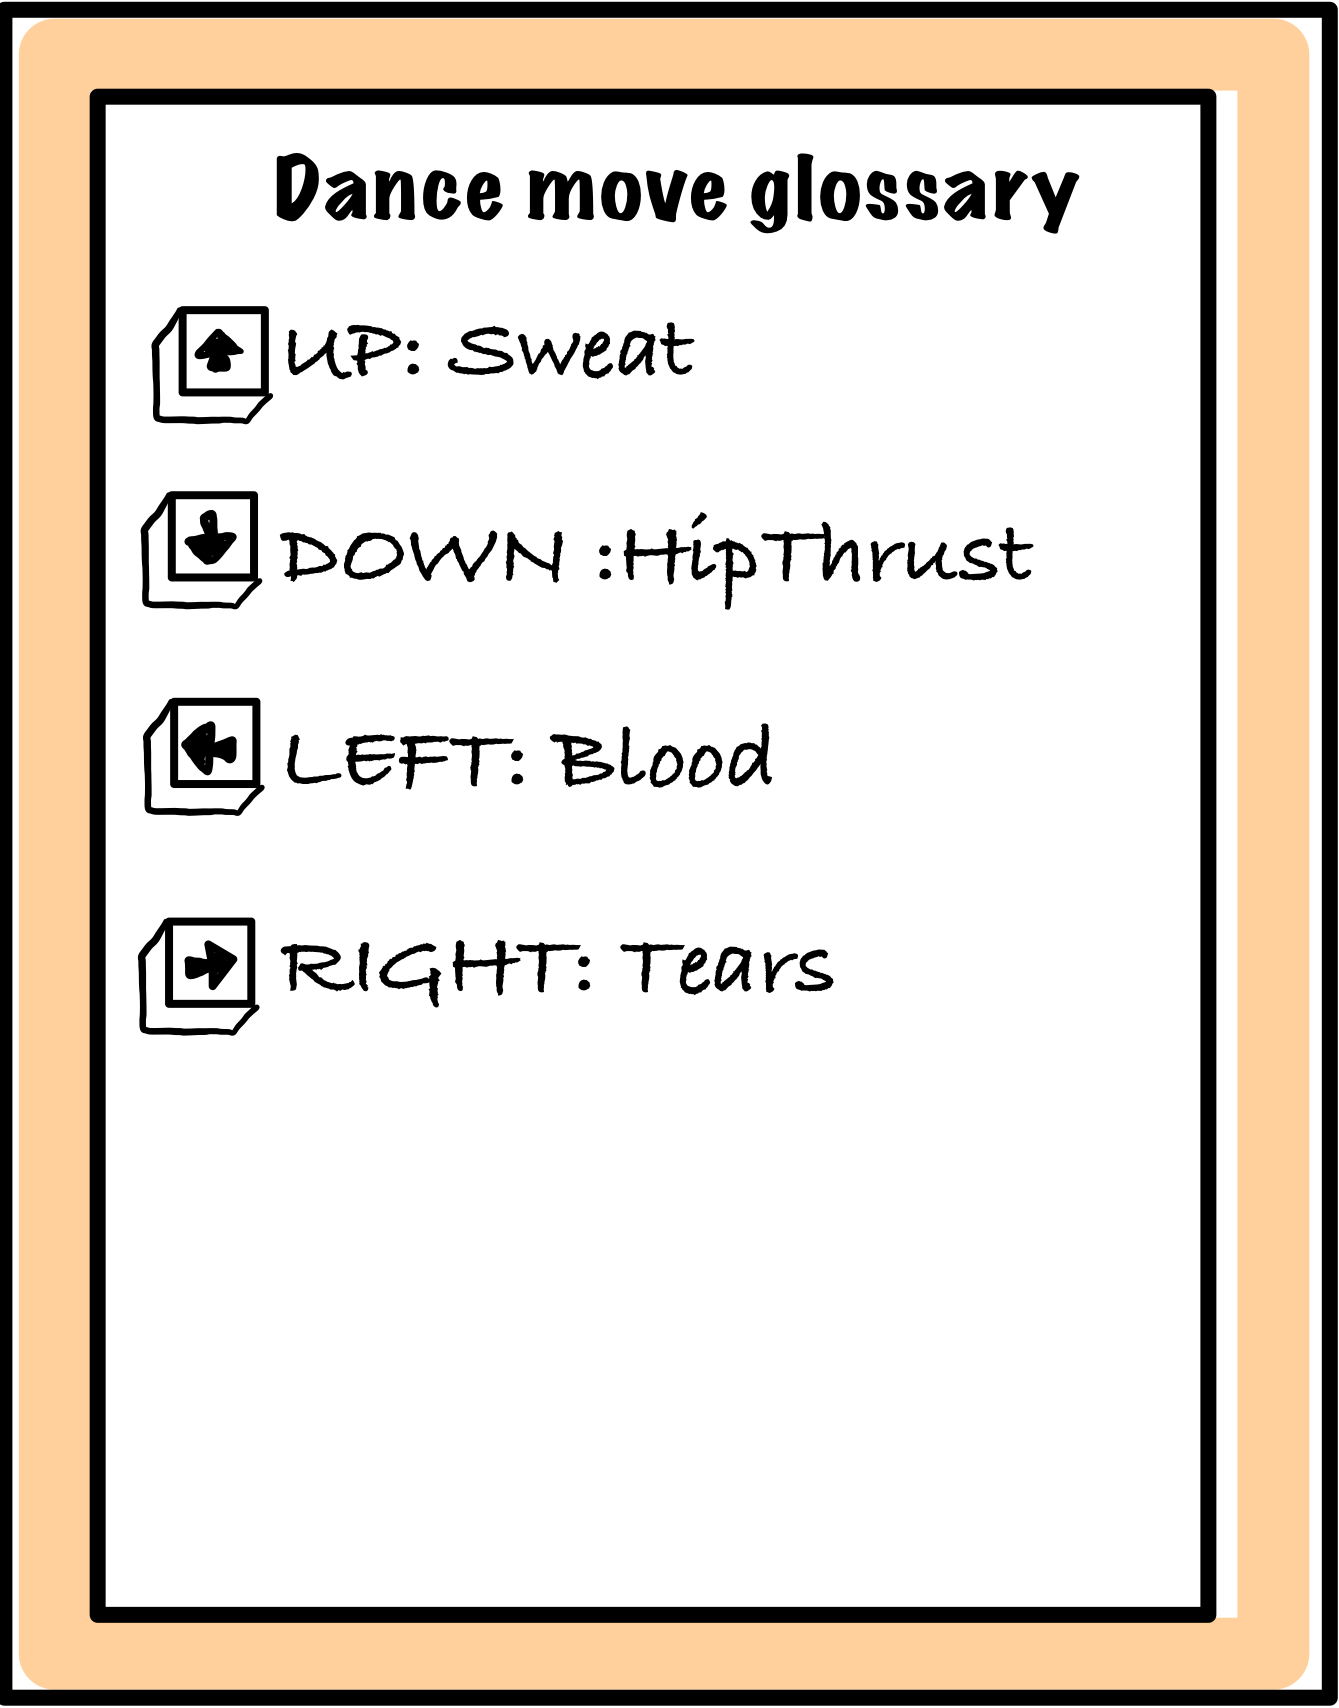 Dance move glossary
UP: Sweat
DOWN :HipThrust
LEFT: Blood
RIGHT: Tears